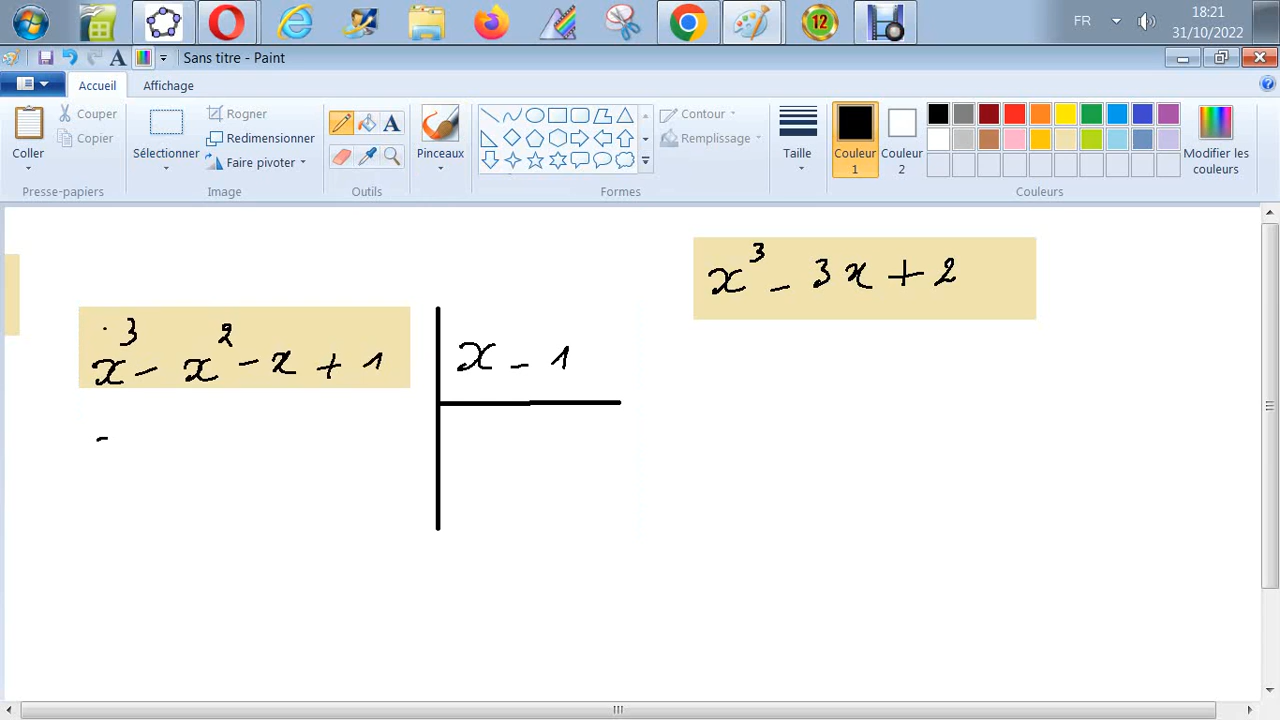 FR
18:21
31/10/2022
12
Sans titre - Paint
Accueil
Affichage
Coller
Couper
Copier
Presse-papiers
Sélectionner
Rogner
Redimensionner
Faire pivoter
Image
Outils
Pinceaux
Contour
Remplissage
Formes
Taille
Couleur 1
Couleur 2
Modifier les couleurs
Couleurs
x³ - 3x + 2
x³ - x² - x + 1
x - 1
-